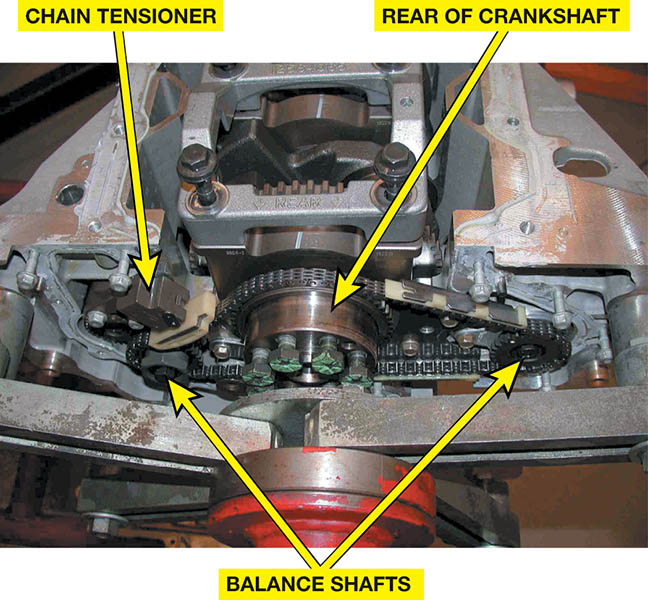 CHAIN TENSIONER
REAR OF CRANKSHAFT
REAR
BALANCE SHAFTS